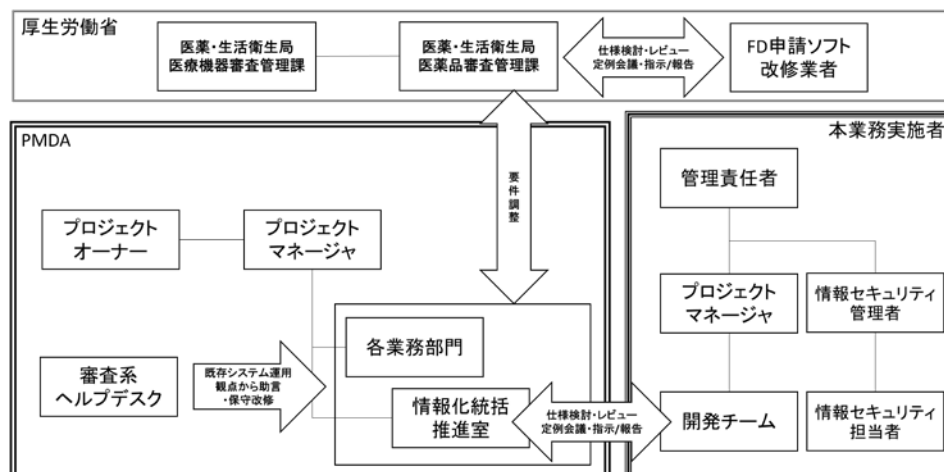 厚生労働省
医薬・生活衛生局
医療機器審査管理課
医薬・生活衛生局
医薬品審査管理課
仕様検討・レビュー
定例会議・指示/報告
FD申請ソフト
改修業者
PMDA
本業務実施者
要件調整
管理責任者
プロジェクト
オーナー
プロジェクト
マネージャ
プロジェクト
マネージャ
情報セキュリティ
管理者
各業務部門
審査系
ヘルプデスク
既存システム運用
観点から助言
・保守改修
情報化統括
推進室
仕様検討・レビュー
定例会議・指示/報告
開発チーム
情報セキュリティ
担当者